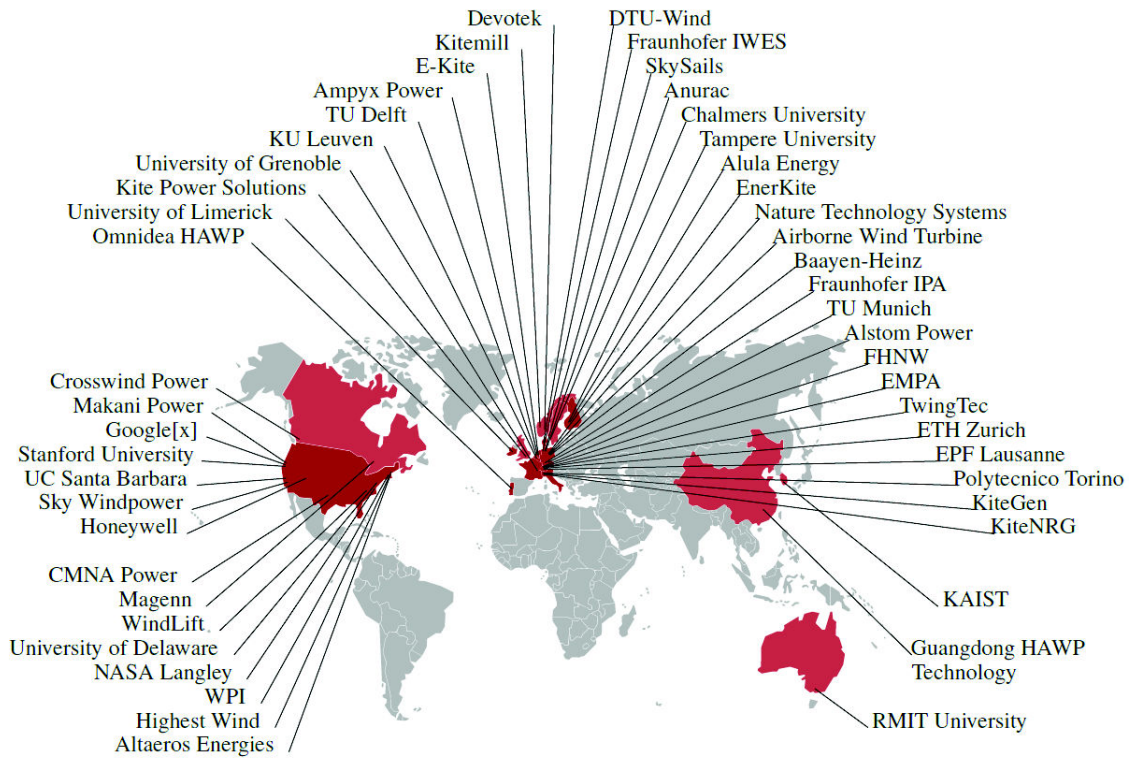 Devotek
Kitemill
E-Kite
Ampyx Power
TU Delft
KU Leuven
University of Grenoble
Kite Power Solutions
University of Limerick
Omnidea HAWP
DTU-Wind
Fraunhofer IWES
SkySails
Anurac
Chalmers University
Tampere University
Alula Energy
EnerKite
Nature Technology Systems
Airborne Wind Turbine
Baayen-Heinz
Fraunhofer IPA
TU Munich
Alstom Power
FHNW
EMPA
TwingTec
ETH Zurich
EPF Lausanne
Polytecnico Torino
KiteGen
KiteNRG
Crosswind Power
Makani Power
Google[x]
Stanford University
UC Santa Barbara
Sky Windpower
Honeywell
CMNA Power
Magenn
WindLift
University of Delaware
NASA Langley
WPI
Highest Wind
Altaeros Energies
KAIST
Guangdong HAWP
Technology
RMIT University